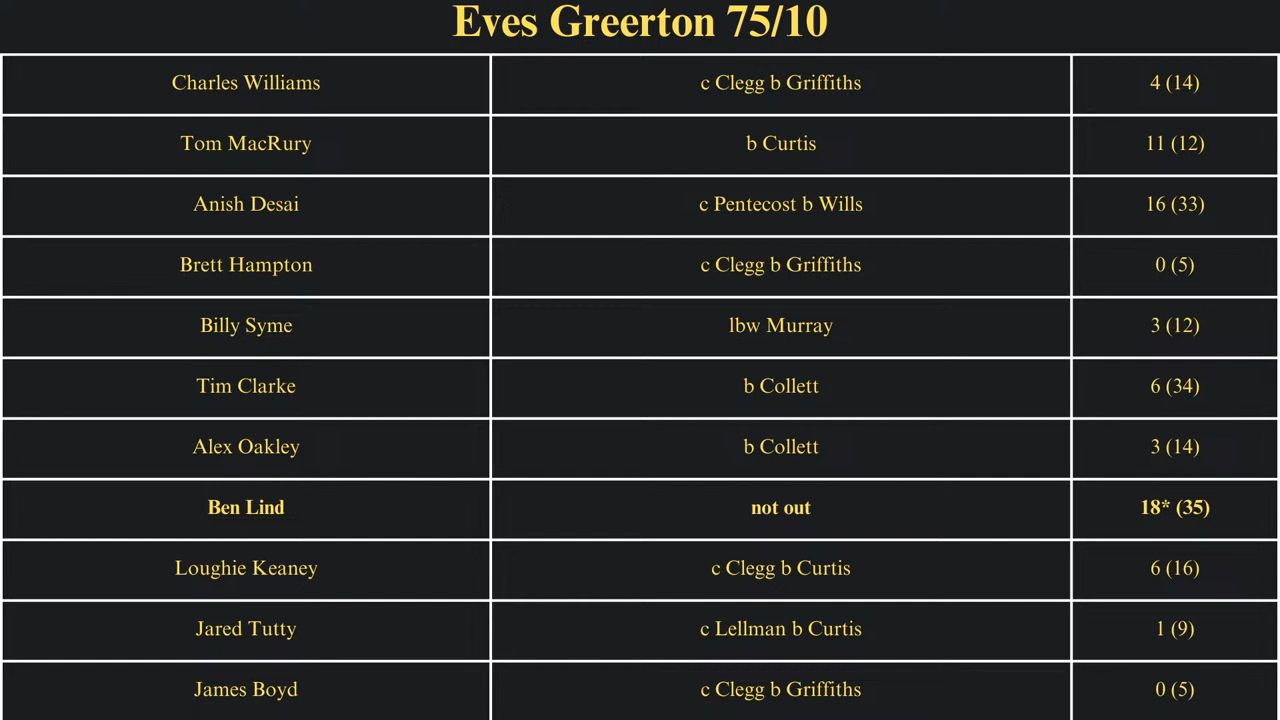 Eves Greerton 75/10
Charles Williams c Clegg b Griffiths 4 (14)
Tom MacRury b Curtis 11 (12)
Anish Desai c Pentecost b Wills 16 (33)
Brett Hampton c Clegg b Griffiths 0 (5)
Billy Syme lbw Murray 3 (12)
Tim Clarke b Collett 6 (34)
Alex Oakley b Collett 3 (14)
Ben Lind not out 18* (35)
Loughie Keaney c Clegg b Curtis 6 (16)
Jared Tutty c Lellman b Curtis 1 (9)
James Boyd c Clegg b Griffiths 0 (5)